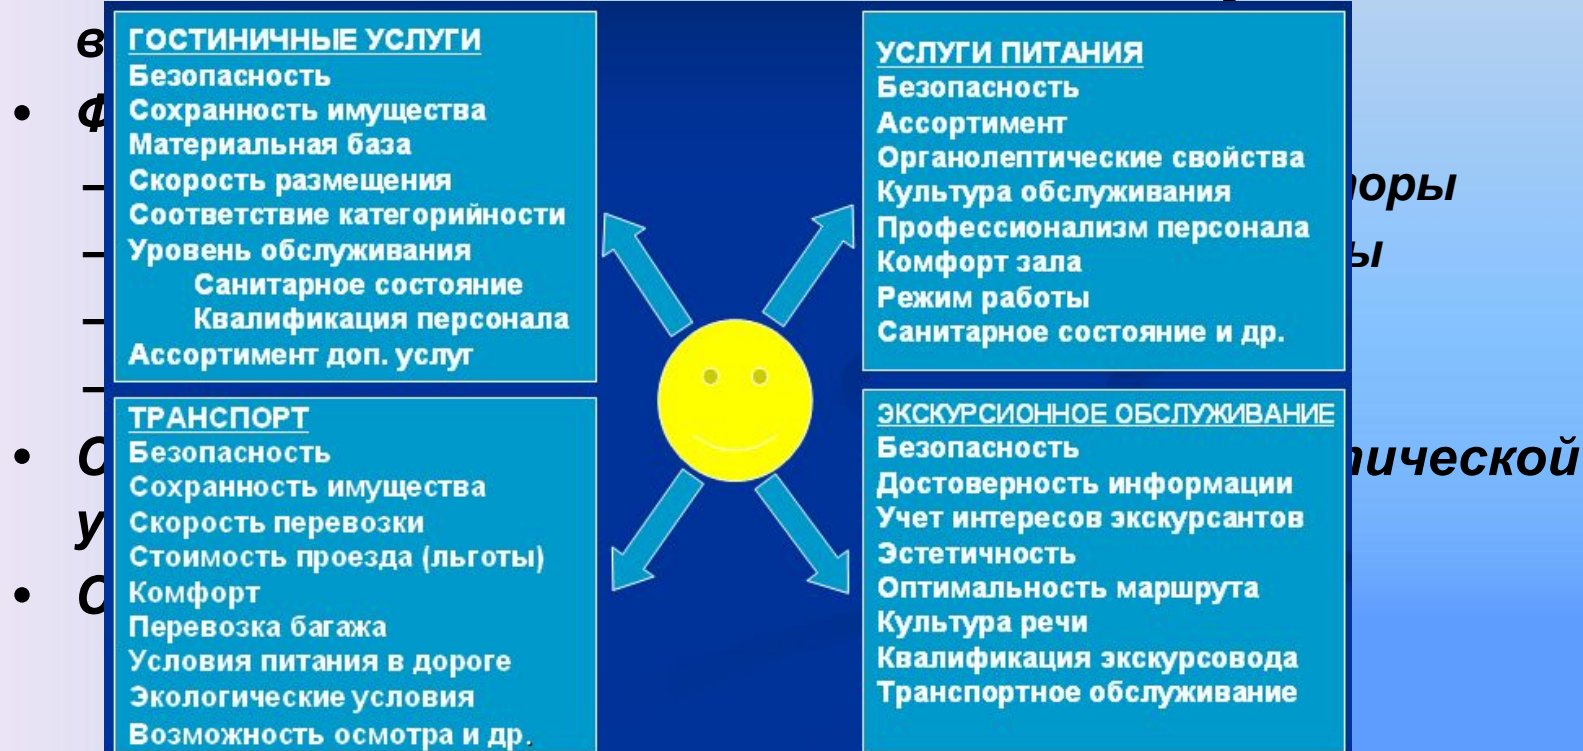 ГОСТИНИЧНЫЕ УСЛУГИ
Безопасность
Сохранность имущества
Материальная база
Скорость размещения
Соответствие категорийности
Уровень обслуживания
Санитарное состояние
Квалификация персонала
Ассортимент доп. услуг
УСЛУГИ ПИТАНИЯ
Безопасность
Ассортимент
Органолептические свойства
Культура обслуживания
Профессионализм персонала
Комфорт зала
Режим работы
Санитарное состояние и др.
ТРАНСПОРТ
Безопасность
Сохранность имущества
Скорость перевозки
Стоимость проезда (льготы)
Комфорт
Перевозка багажа
Условия питания в дороге
Экологические условия
Возможность осмотра и др.
ЭКСКУРСИОННОЕ ОБСЛУЖИВАНИЕ
Безопасность
Достоверность информации
Учет интересов экскурсантов
Эстетичность
Оптимальность маршрута
Культура речи
Квалификация экскурсовода
Транспортное обслуживание